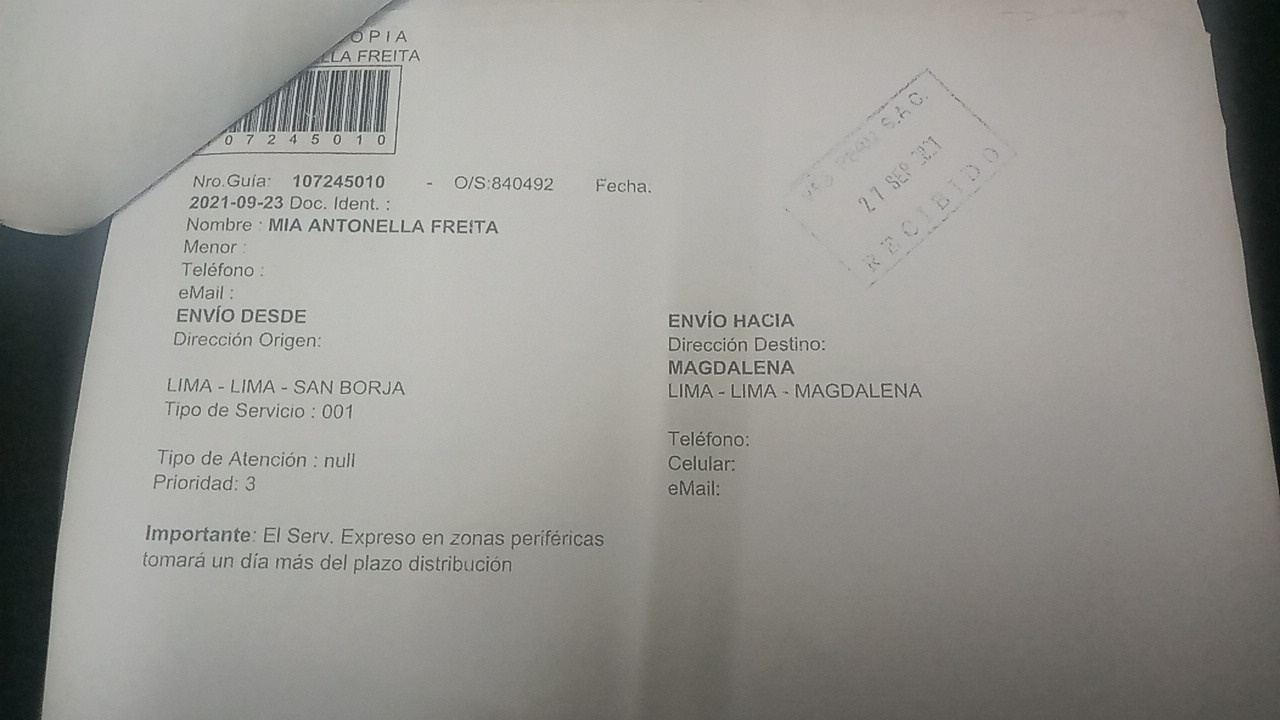 OPIA
LLA FREITA
07245010
Nro.Guía: 107245010 - O/S:840492 Fecha.
2021-09-23 Doc. Ident. :
Nombre : MIA ANTONELLA FREITA
Menor :
Teléfono :
eMail :
ENVÍO DESDE
Dirección Origen:
LIMA - LIMA - SAN BORJA
Tipo de Servicio : 001
Tipo de Atención : null
Prioridad: 3
Importante: El Serv. Expreso en zonas periféricas
tomará un día más del plazo distribución
ENVÍO HACIA
Dirección Destino:
MAGDALENA
LIMA - LIMA - MAGDALENA
Teléfono:
Celular:
eMail:
S.A.C.
27 SEP 2021
RECIBIDO